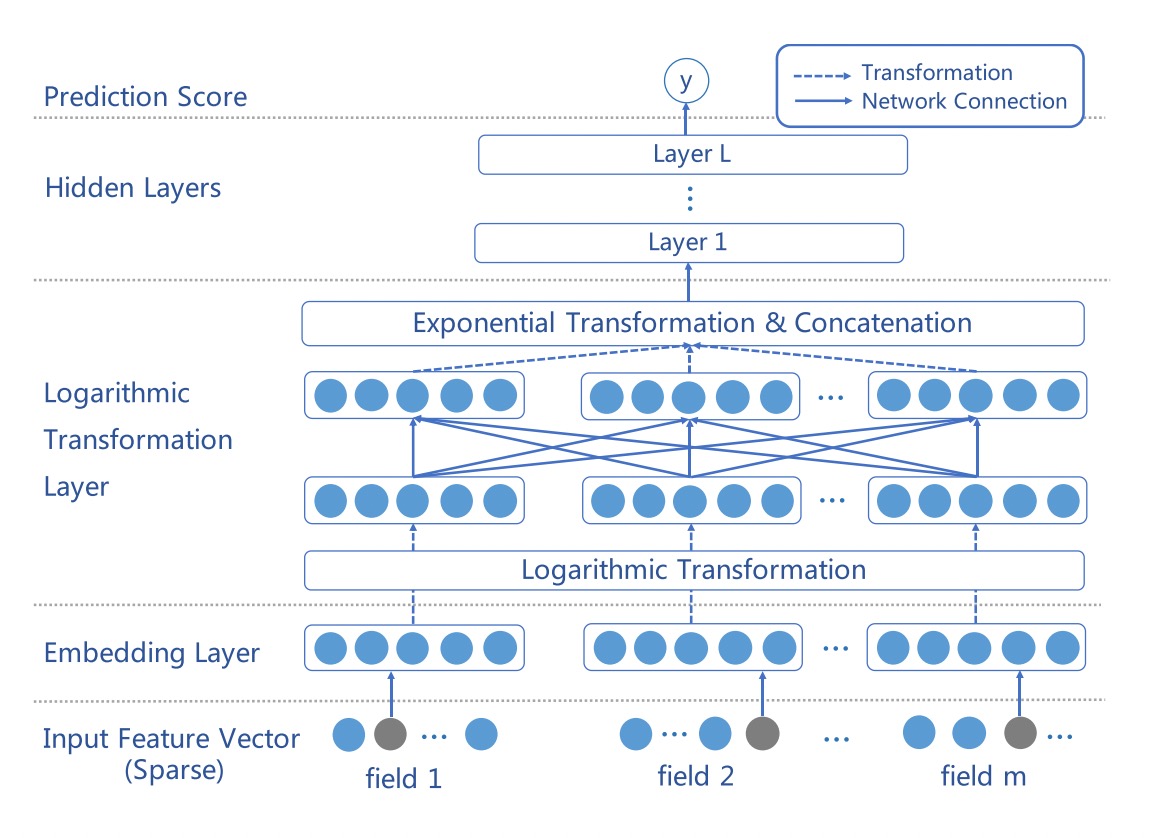 Prediction Score
y
Transformation
Network Connection
Hidden Layers
Layer L
Layer 1
Exponential Transformation & Concatenation
Logarithmic
Transformation
Layer
Logarithmic Transformation
Embedding Layer
Input Feature Vector
(Sparse)
field 1
field 2
field m